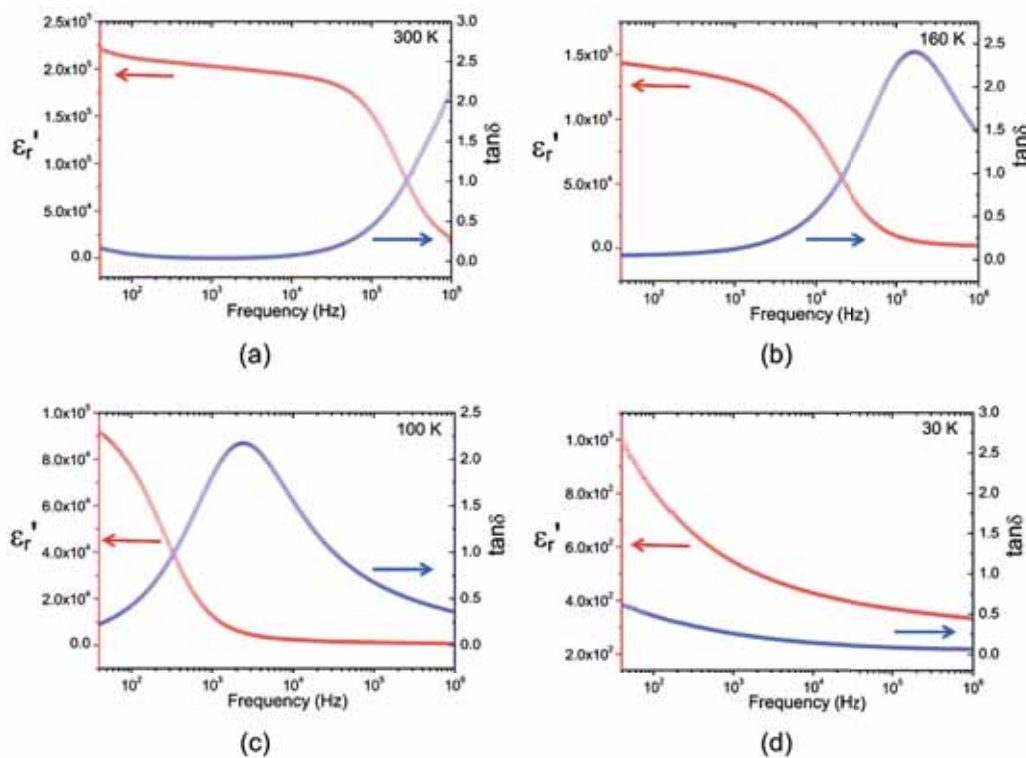 300 K
2.5x10⁵
2.0x10⁵
1.5x10⁵
1.0x10⁵
5.0x10⁴
0.0
εᵣ'
3.0
2.5
2.0
1.5
1.0
0.5
0.0
tanδ
10² 10³ 10⁴ 10⁵ 10⁶
Frequency (Hz)
(a)
160 K
1.5x10⁵
1.0x10⁵
5.0x10⁴
0.0
εᵣ'
2.5
2.0
1.5
1.0
0.5
0.0
tanδ
10² 10³ 10⁴ 10⁵ 10⁶
Frequency (Hz)
(b)
100 K
1.0x10⁵
8.0x10⁴
6.0x10⁴
4.0x10⁴
2.0x10⁴
0.0
εᵣ'
2.5
2.0
1.5
1.0
0.5
0.0
tanδ
10² 10³ 10⁴ 10⁵ 10⁶
Frequency (Hz)
(c)
30 K
1.0x10³
8.0x10²
6.0x10²
4.0x10²
2.0x10²
εᵣ'
3.0
2.5
2.0
1.5
1.0
0.5
0.0
tanδ
10² 10³ 10⁴ 10⁵ 10⁶
Frequency (Hz)
(d)